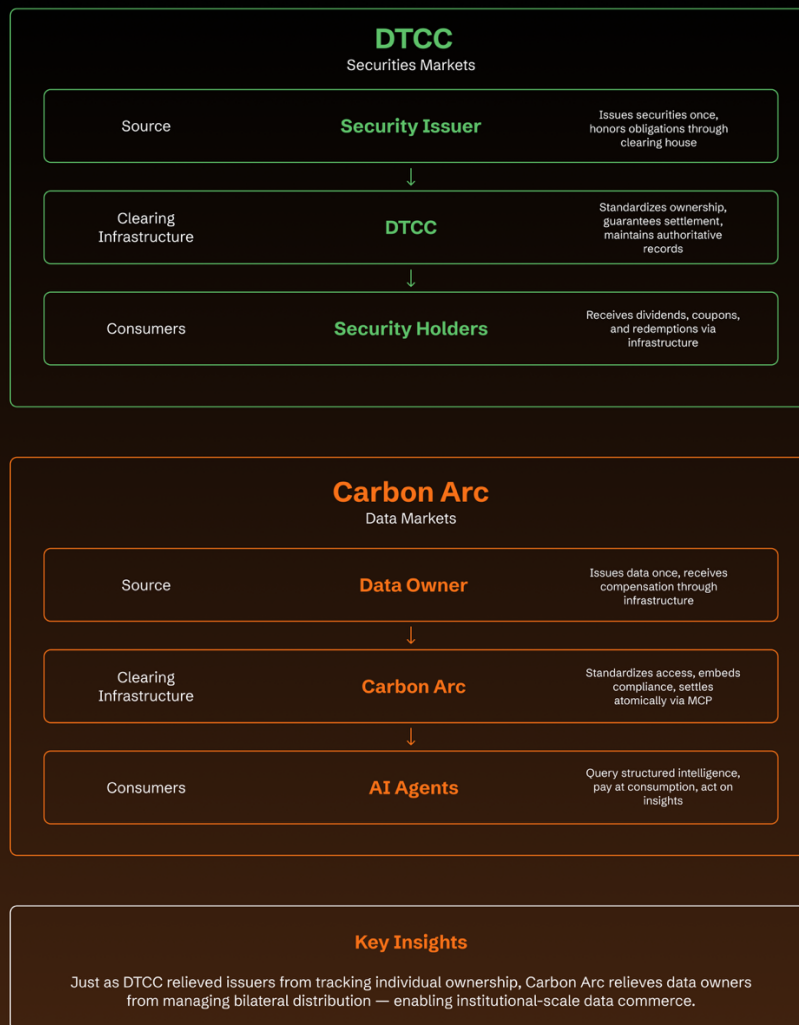 DTCC
Securities Markets
Source
Security Issuer
Issues securities once,
honors obligations through
clearing house
↓
Clearing
Infrastructure
DTCC
Standardizes ownership,
guarantees settlement,
maintains authoritative
records
↓
Consumers
Security Holders
Receives dividends, coupons,
and redemptions via
infrastructure
Carbon Arc
Data Markets
Source
Data Owner
Issues data once, receives
compensation through
infrastructure
↓
Clearing
Infrastructure
Carbon Arc
Standardizes access, embeds
compliance, settles
atomically via MCP
↓
Consumers
AI Agents
Query structured intelligence,
pay at consumption, act on
insights
Key Insights
Just as DTCC relieved issuers from tracking individual ownership, Carbon Arc relieves data owners
from managing bilateral distribution — enabling institutional-scale data commerce.